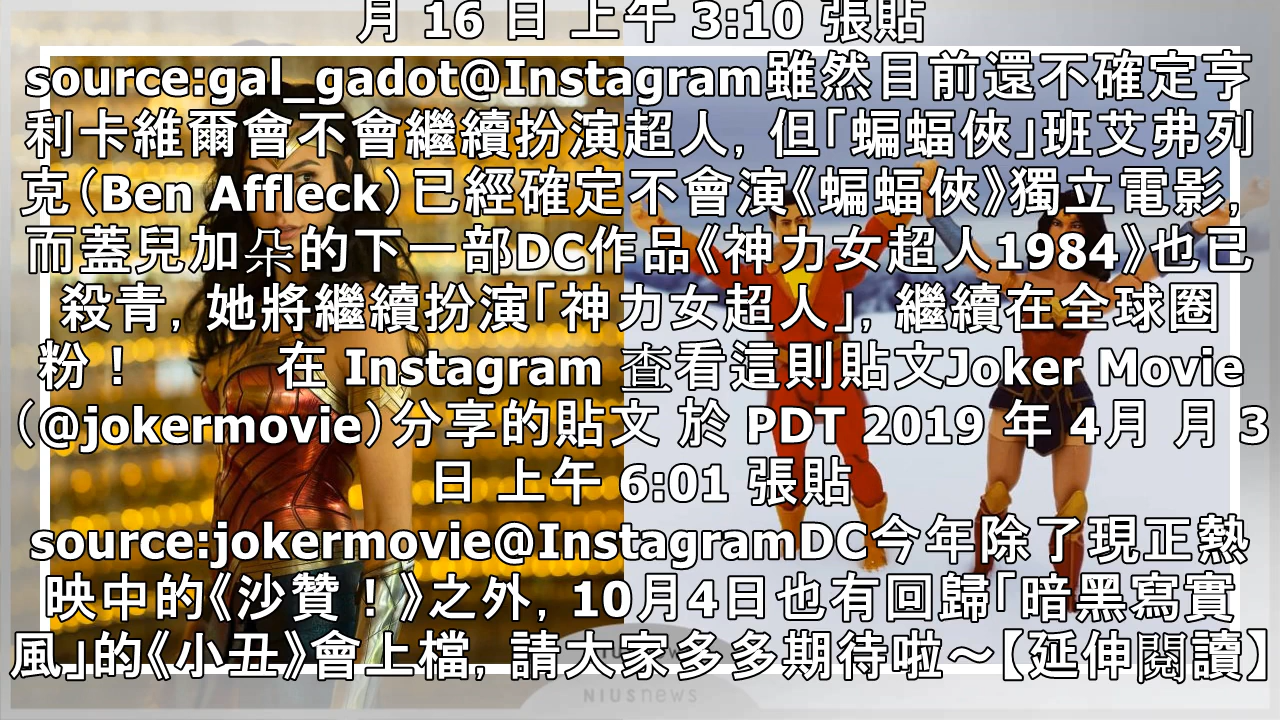 月 16 日 上午 3:10 張貼
source:gal_gadot@Instagram雖然目前還不確定亨
利卡維爾會不會繼續扮演超人，但「蝙蝠俠」班艾弗列
克（Ben Affleck）已經確定不會演《蝙蝠俠》獨立電影，
而蓋兒加朵的下一部DC作品《神力女超人1984》也已
殺青，她將繼續扮演「神力女超人」，繼續在全球圈
粉！ 在 Instagram 查看這則貼文Joker Movie
（@jokermovie）分享的貼文 於 PDT 2019 年 4月 月 3
日 上午 6:01 張貼
source:jokermovie@InstagramDC今年除了現正熱
映中的《沙贊！》之外，10月4日也有回歸「暗黑寫實
風」的《小丑》會上檔，請大家多多期待啦～【延伸閱讀】
NIUSnews